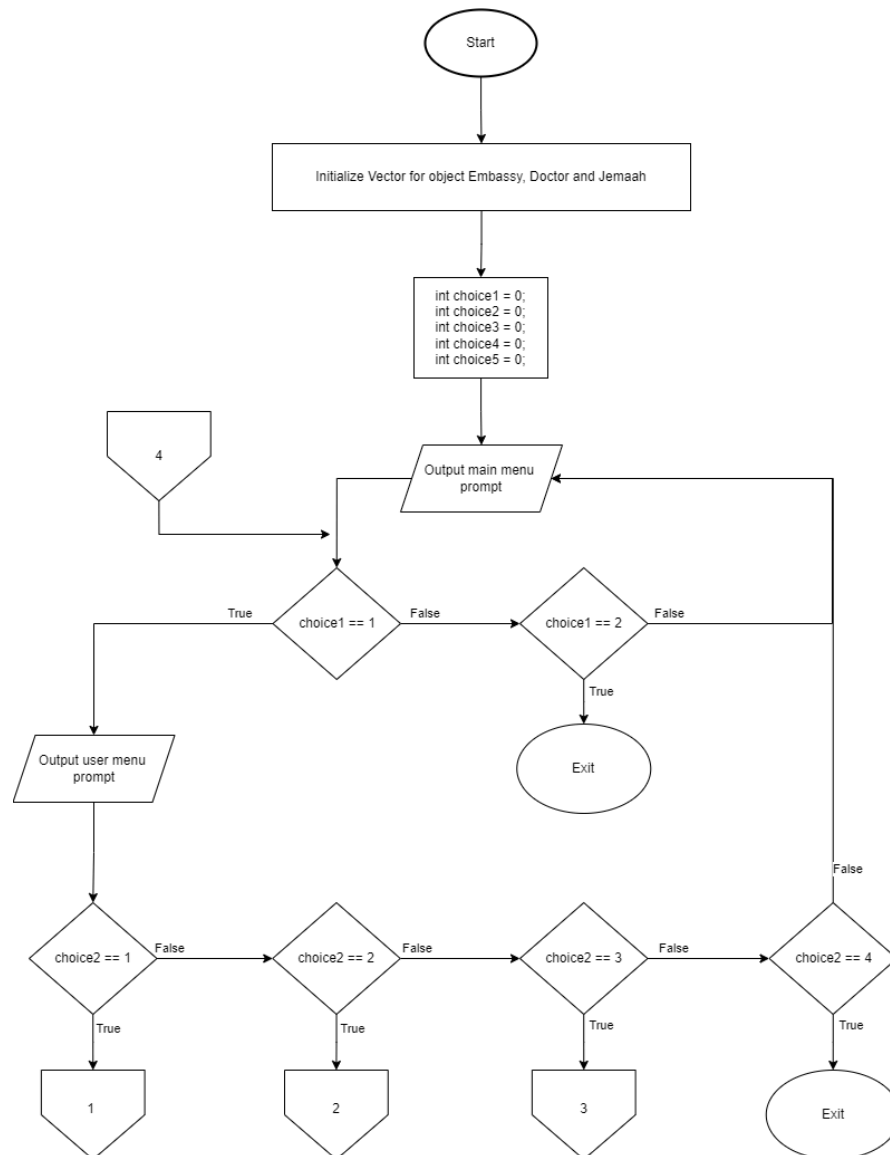 Start
Initialize Vector for object Embassy, Doctor and Jemaah
int choice1 = 0;
int choice2 = 0;
int choice3 = 0;
int choice4 = 0;
int choice5 = 0;
4
Output main menu
prompt
True
choice1 == 1
False
choice1 == 2
False
True
Output user menu
prompt
Exit
False
choice2 == 1
False
choice2 == 2
False
choice2 == 3
False
choice2 == 4
True
True
True
True
1
2
3
Exit